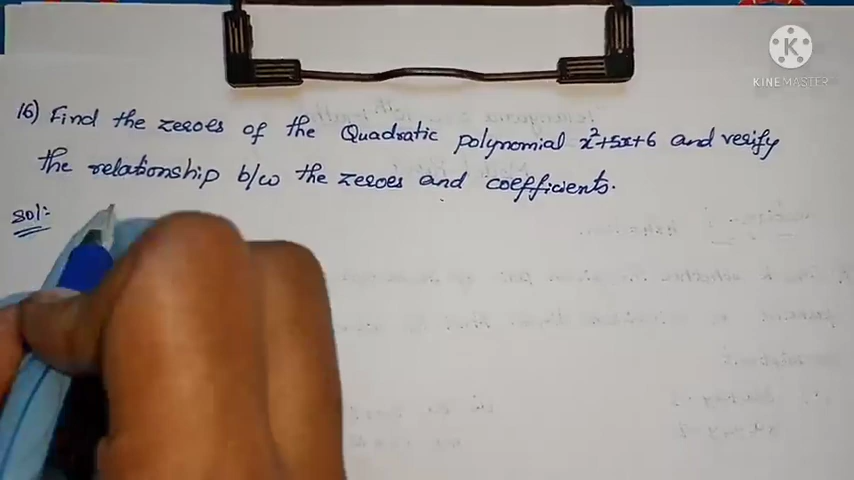 KINEMASTER
16) Find the zeroes of the Quadratic polynomial x²+5x+6 and verify
the relationship b/w the zeroes and coefficients.
Sol:-